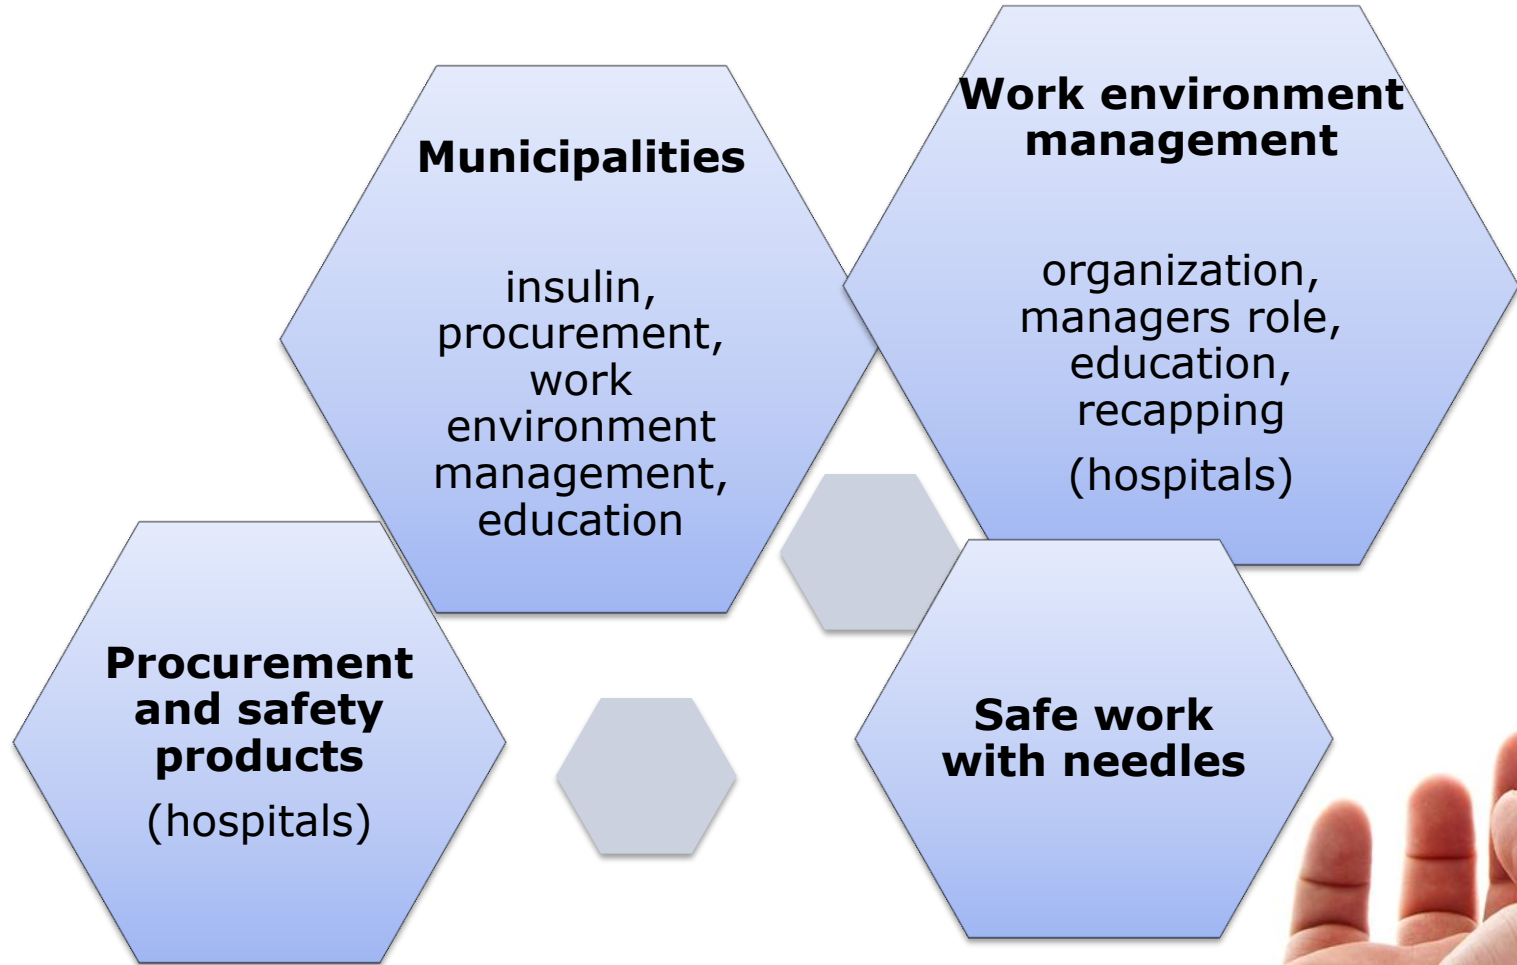 Municipalities
insulin,
procurement,
work
environment
management,
education
Work environment
management
organization,
managers role,
education,
recapping
(hospitals)
Procurement
and safety
products
(hospitals)
Safe work
with needles